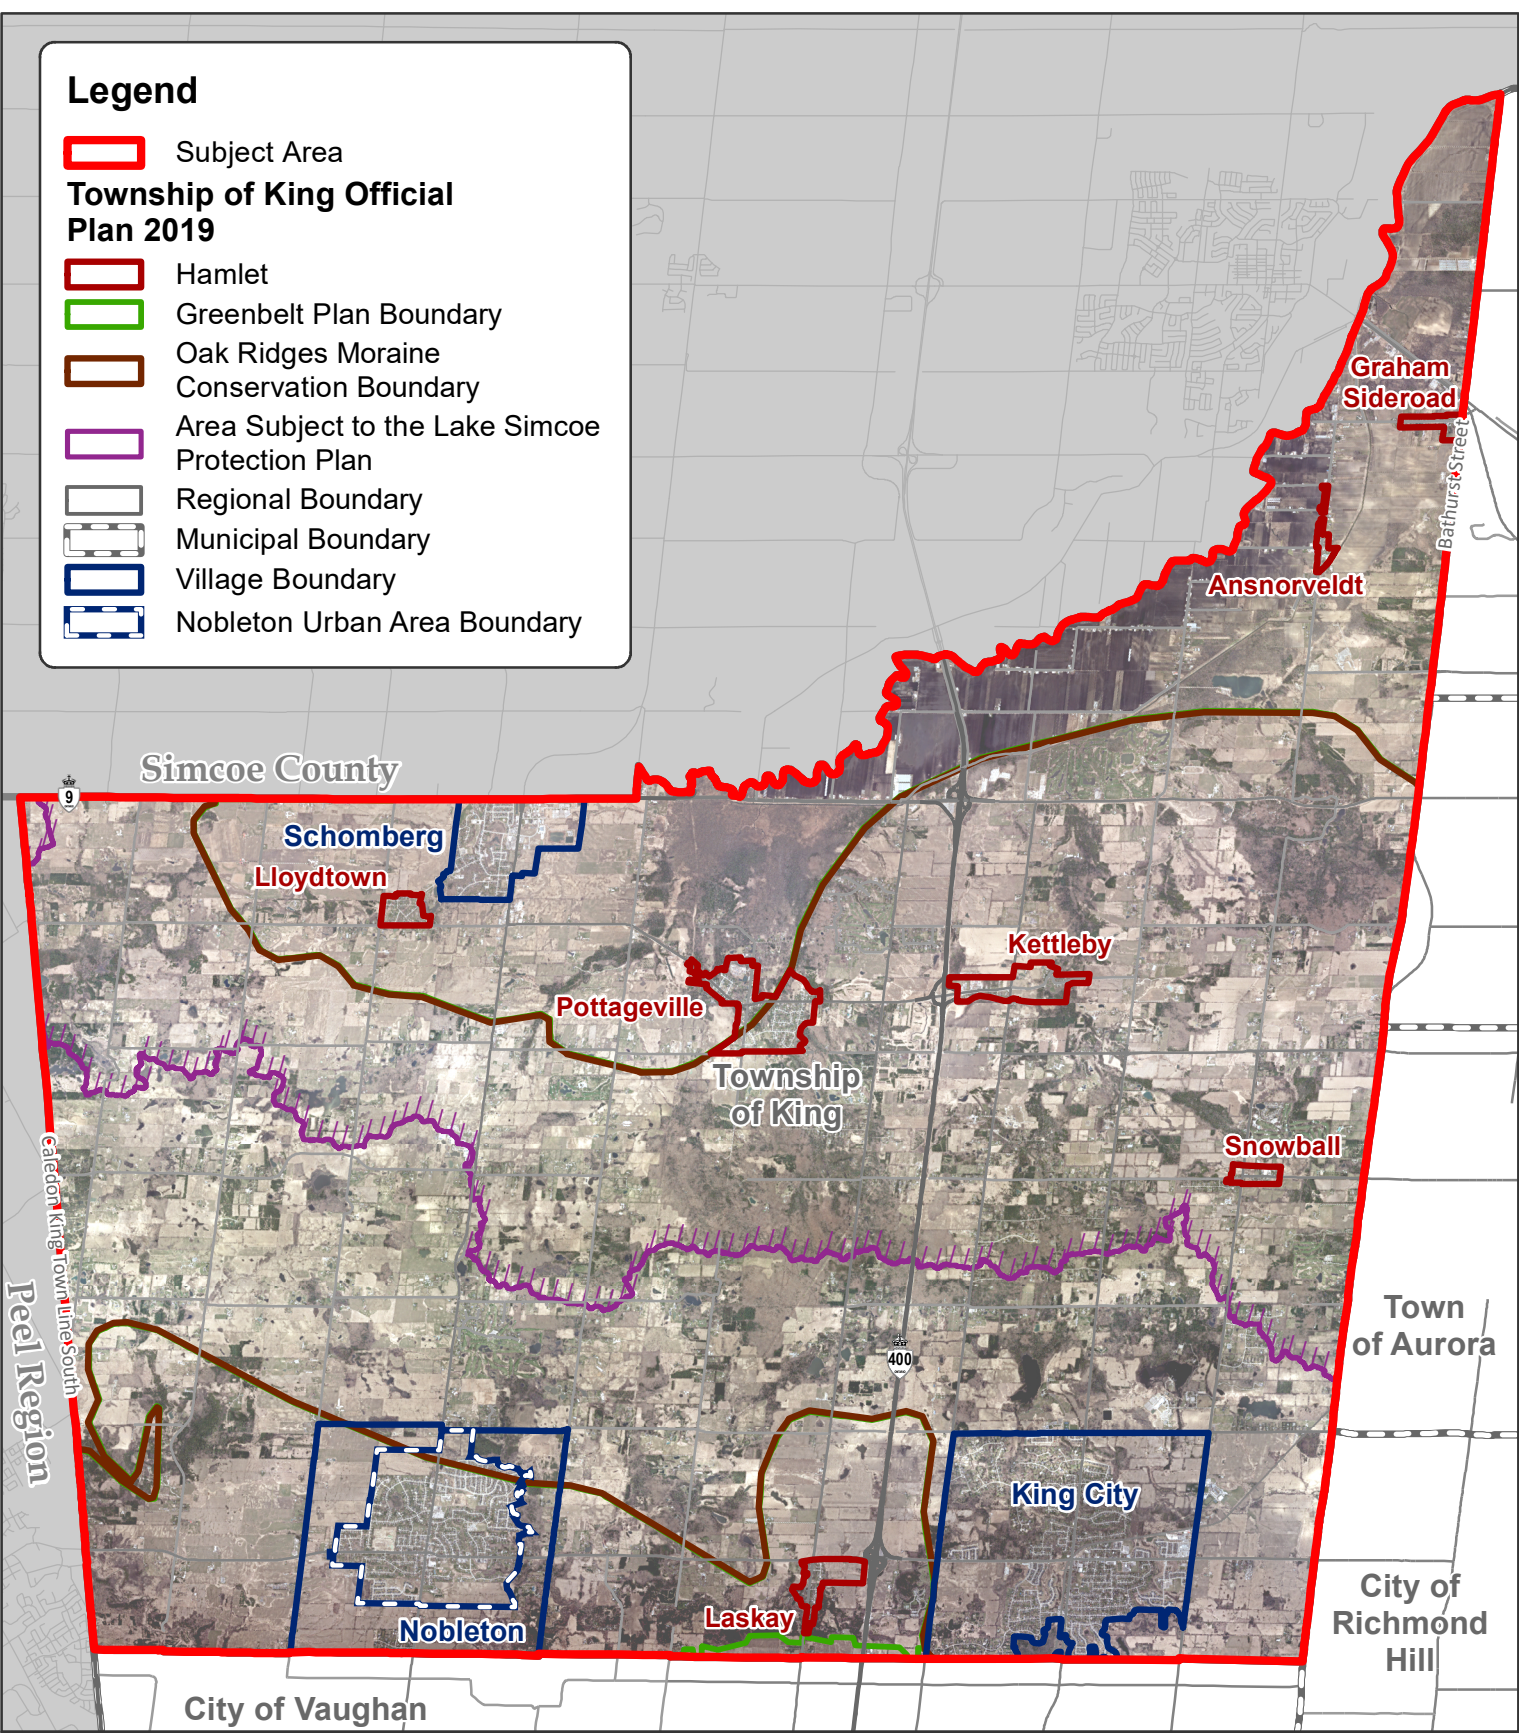 Legend
Subject Area
Township of King Official
Plan 2019
Hamlet
Greenbelt Plan Boundary
Oak Ridges Moraine
Conservation Boundary
Area Subject to the Lake Simcoe
Protection Plan
Regional Boundary
Municipal Boundary
Village Boundary
Nobleton Urban Area Boundary
Graham
Sideroad
Bathurst Street
Ansnorveldt
Simcoe County
9
Schomberg
Lloydtown
Kettleby
Pottageville
Township
of King
Snowball
Caledon King Town Line South
Peel Region
Town
of Aurora
400
King City
City of
Richmond
Hill
Laskay
Nobleton
City of Vaughan